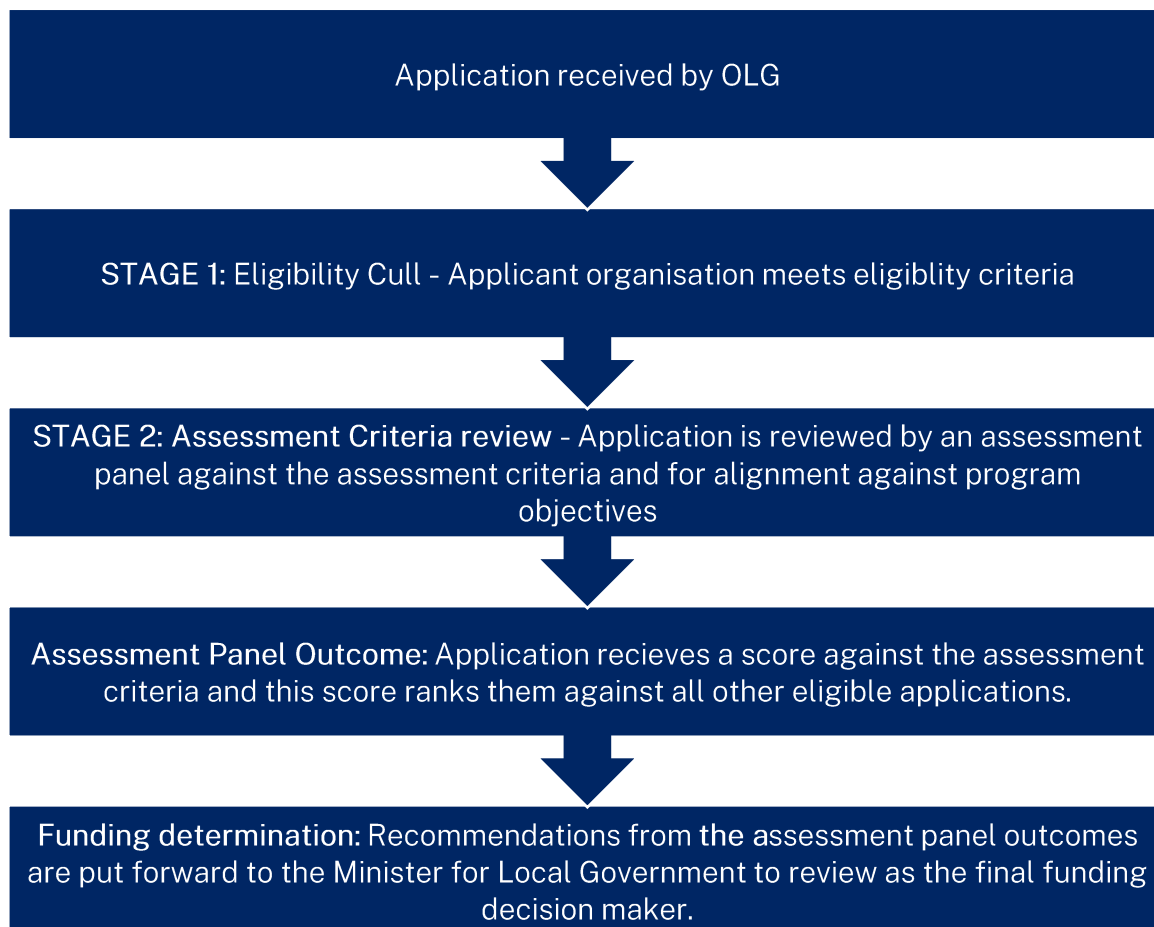 Application received by OLG
STAGE 1: Eligibility Cull - Applicant organisation meets eligiblity criteria
STAGE 2: Assessment Criteria review - Application is reviewed by an assessment
panel against the assessment criteria and for alignment against program
objectives
Assessment Panel Outcome: Application recieves a score against the assessment
criteria and this score ranks them against all other eligible applications.
Funding determination: Recommendations from the assessment panel outcomes
are put forward to the Minister for Local Government to review as the final funding
decision maker.